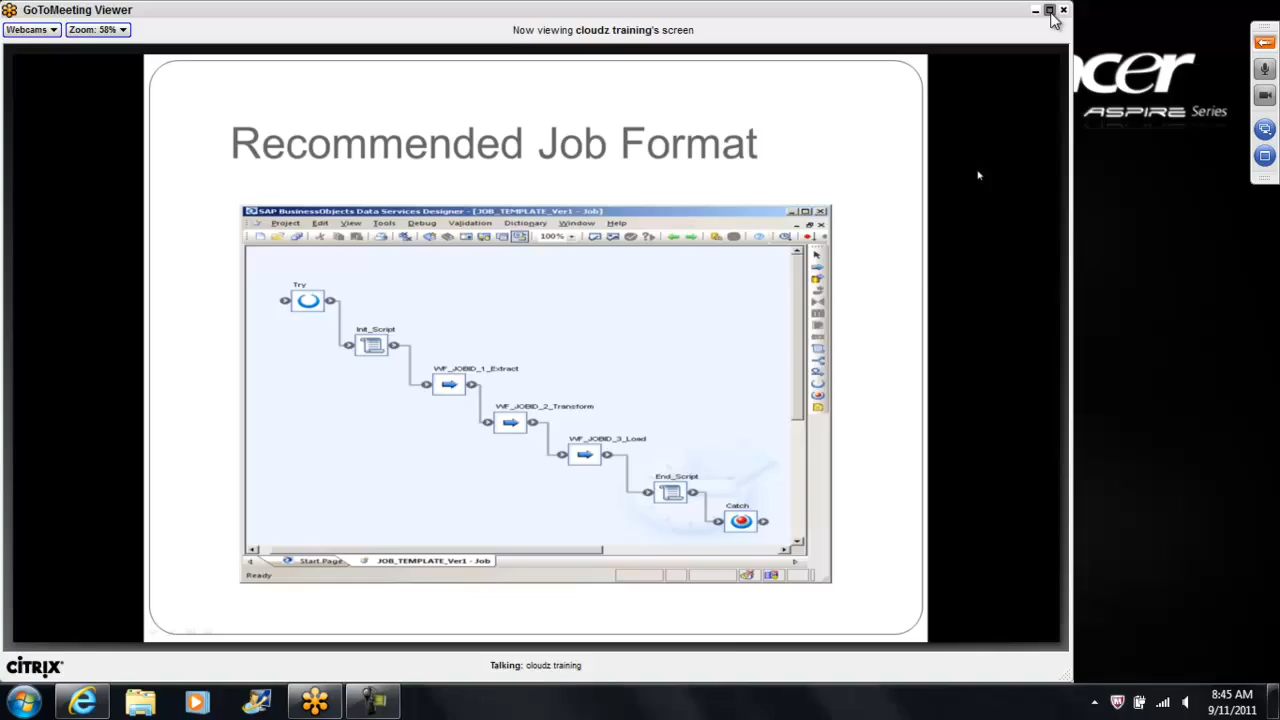 GoToMeeting Viewer
Webcams
Zoom: 58%
Now viewing cloudz training's screen
cer
ASPIRE Series
Recommended Job Format
SAP BusinessObjects Data Services Designer - [JOB_TEMPLATE_Ver1 - Job]
Project Edit View Tools Debug Validation Dictionary Window Help
100%
Try
Init_Script
WF_JOBID_1_Extract
WF_JOBID_2_Transform
WF_JOBID_3_Load
End_Script
Catch
Start Page
JOB_TEMPLATE_Ver1 - Job
Ready
CiTRIX
Talking: cloudz training
8:45 AM
9/11/2011